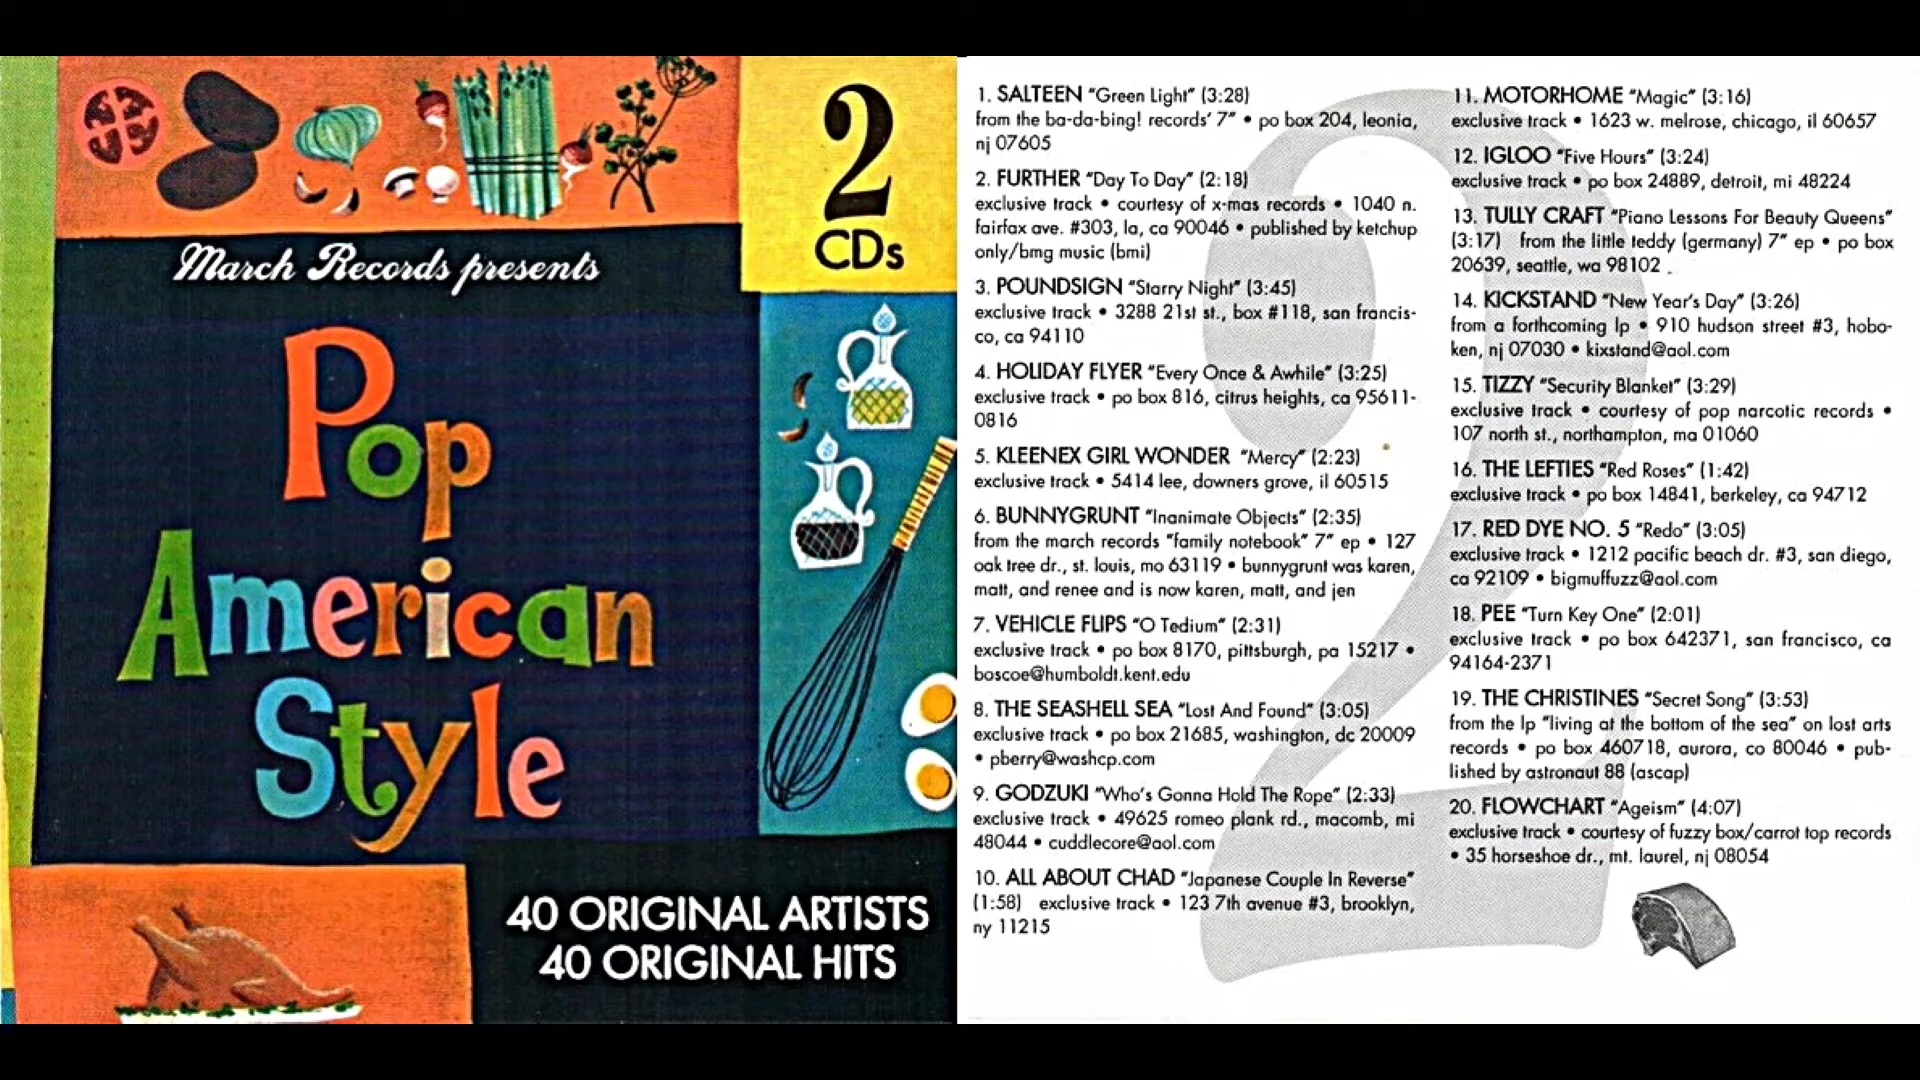 March Records presents
Pop
American
Style
2
CDs
40 ORIGINAL ARTISTS
40 ORIGINAL HITS
1. SALTEEN "Green Light" (3:28)
from the ba-da-bing! records' 7" • po box 204, leonia,
nj 07605
2. FURTHER "Day To Day" (2:18)
exclusive track • courtesy of x-mas records • 1040 n.
fairfax ave. #303, la, ca 90046 • published by ketchup
only/bmg music (bmi)
3. POUNDSIGN "Starry Night" (3:45)
exclusive track • 3288 21st st., box #118, san francis-
co, ca 94110
4. HOLIDAY FLYER "Every Once & Awhile" (3:25)
exclusive track • po box 816, citrus heights, ca 95611-
0816
5. KLEENEX GIRL WONDER "Mercy" (2:23)
exclusive track • 5414 lee, downers grove, il 60515
6. BUNNYGRUNT "Inanimate Objects" (2:35)
from the march records "family notebook" 7" ep • 127
oak tree dr., st. louis, mo 63119 • bunnygrunt was karen,
matt, and renee and is now karen, matt, and jen
7. VEHICLE FLIPS "O Tedium" (2:31)
exclusive track • po box 8170, pittsburgh, pa 15217 •
boscoe@humboldt.kent.edu
8. THE SEASHELL SEA "Lost And Found" (3:05)
exclusive track • po box 21685, washington, dc 20009
• pberry@washcp.com
9. GODZUKI "Who's Gonna Hold The Rope" (2:33)
exclusive track • 49625 romeo plank rd., macomb, mi
48044 • cuddlecore@aol.com
10. ALL ABOUT CHAD "Japanese Couple In Reverse"
(1:58) exclusive track • 123 7th avenue #3, brooklyn,
ny 11215
11. MOTORHOME "Magic" (3:16)
exclusive track • 1623 w. melrose, chicago, il 60657
12. IGLOO "Five Hours" (3:24)
exclusive track • po box 24889, detroit, mi 48224
13. TULLY CRAFT "Piano Lessons For Beauty Queens"
(3:17) from the little teddy (germany) 7" ep • po box
20639, seattle, wa 98102
14. KICKSTAND "New Year's Day" (3:26)
from a forthcoming lp • 910 hudson street #3, hobo-
ken, nj 07030 • kixstand@aol.com
15. TIZZY "Security Blanket" (3:29)
exclusive track • courtesy of pop narcotic records •
107 north st., northampton, ma 01060
16. THE LEFTIES "Red Roses" (1:42)
exclusive track • po box 14841, berkeley, ca 94712
17. RED DYE NO. 5 "Redo" (3:05)
exclusive track • 1212 pacific beach dr. #3, san diego,
ca 92109 • bigmuffuzz@aol.com
18. PEE "Turn Key One" (2:01)
exclusive track • po box 642371, san francisco, ca
94164-2371
19. THE CHRISTINES "Secret Song" (3:53)
from the lp "living at the bottom of the sea" on lost arts
records • po box 460718, aurora, co 80046 • pub-
lished by astronaut 88 (ascap)
20. FLOWCHART "Ageism" (4:07)
exclusive track • courtesy of fuzzy box/carrot top records
• 35 horseshoe dr., mt. laurel, nj 08054
2